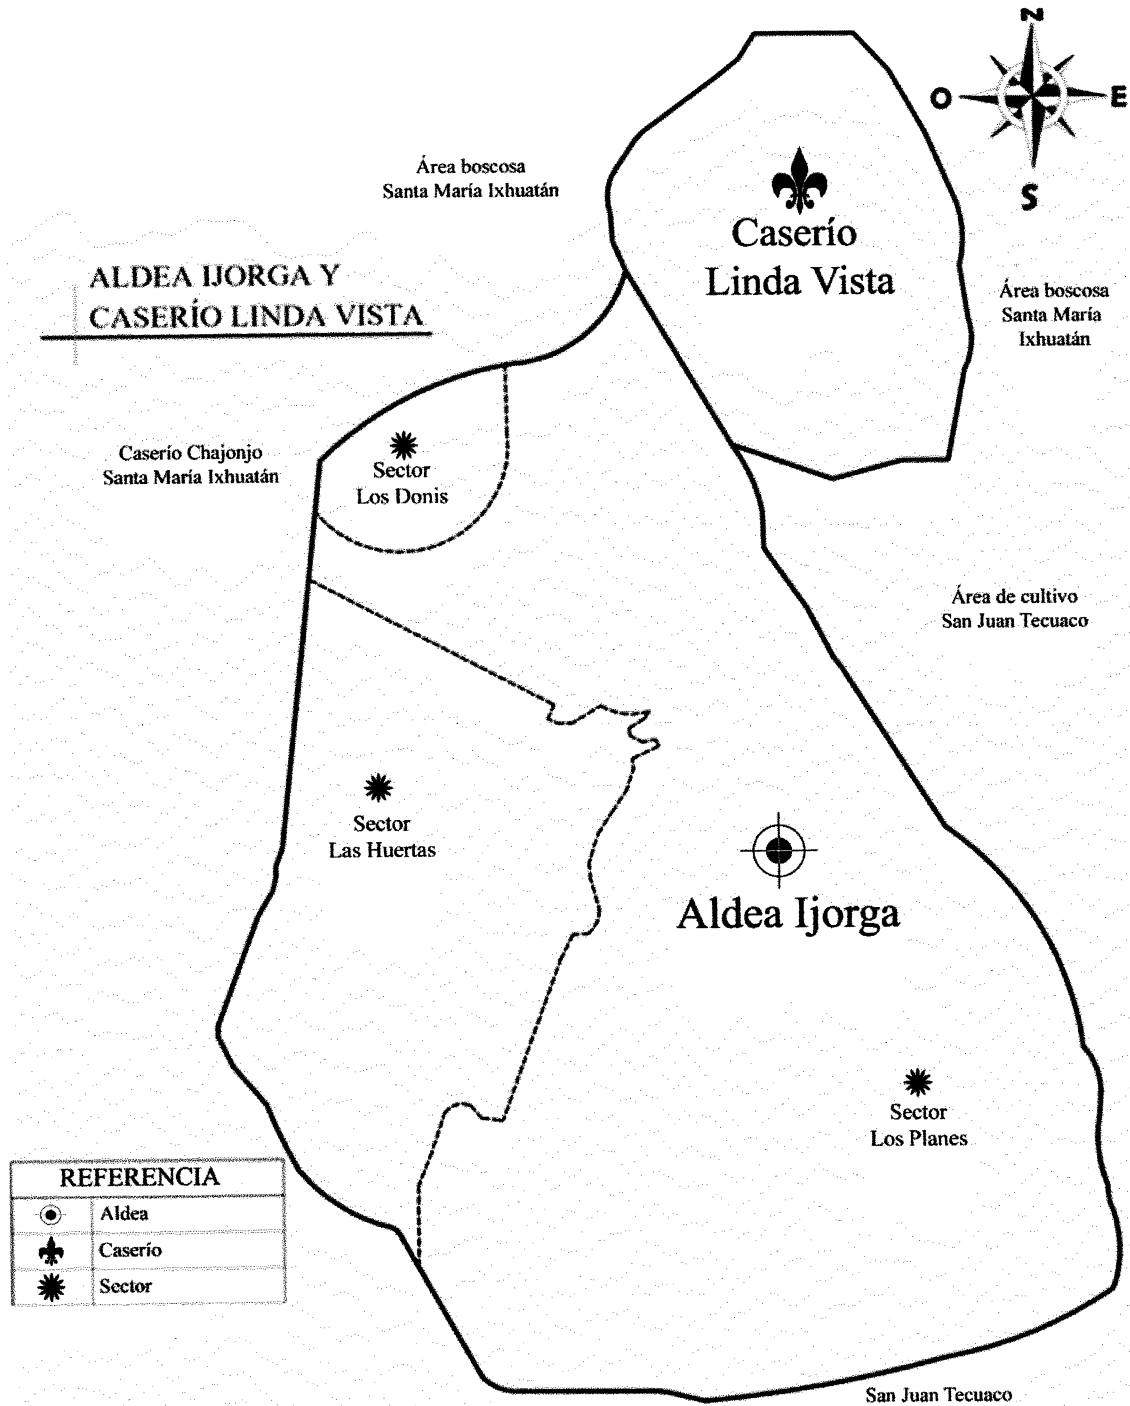 N
O
E
S
Área boscosa
Santa María Ixhuatán
Caserío
Linda Vista
ALDEA IJORGA Y
CASERÍO LINDA VISTA
Área boscosa
Santa María
Ixhuatán
Caserío Chajonjo
Santa María Ixhuatán
Sector
Los Donis
Área de cultivo
San Juan Tecuaco
Sector
Las Huertas
Aldea Ijorga
Sector
Los Planes
REFERENCIA
Aldea
Caserío
Sector
San Juan Tecuaco